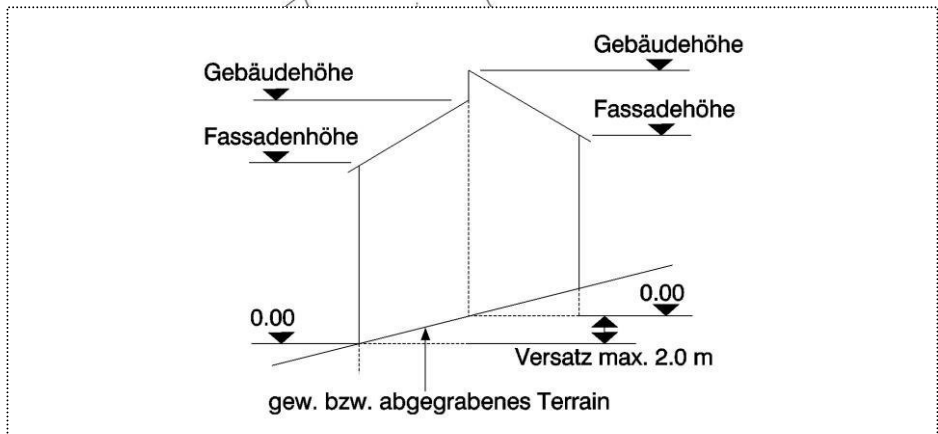 Gebäudehöhe
Gebäudehöhe
Fassadehöhe
Fassadenhöhe
0.00
0.00
Versatz max. 2.0 m
gew. bzw. abgegrabenes Terrain